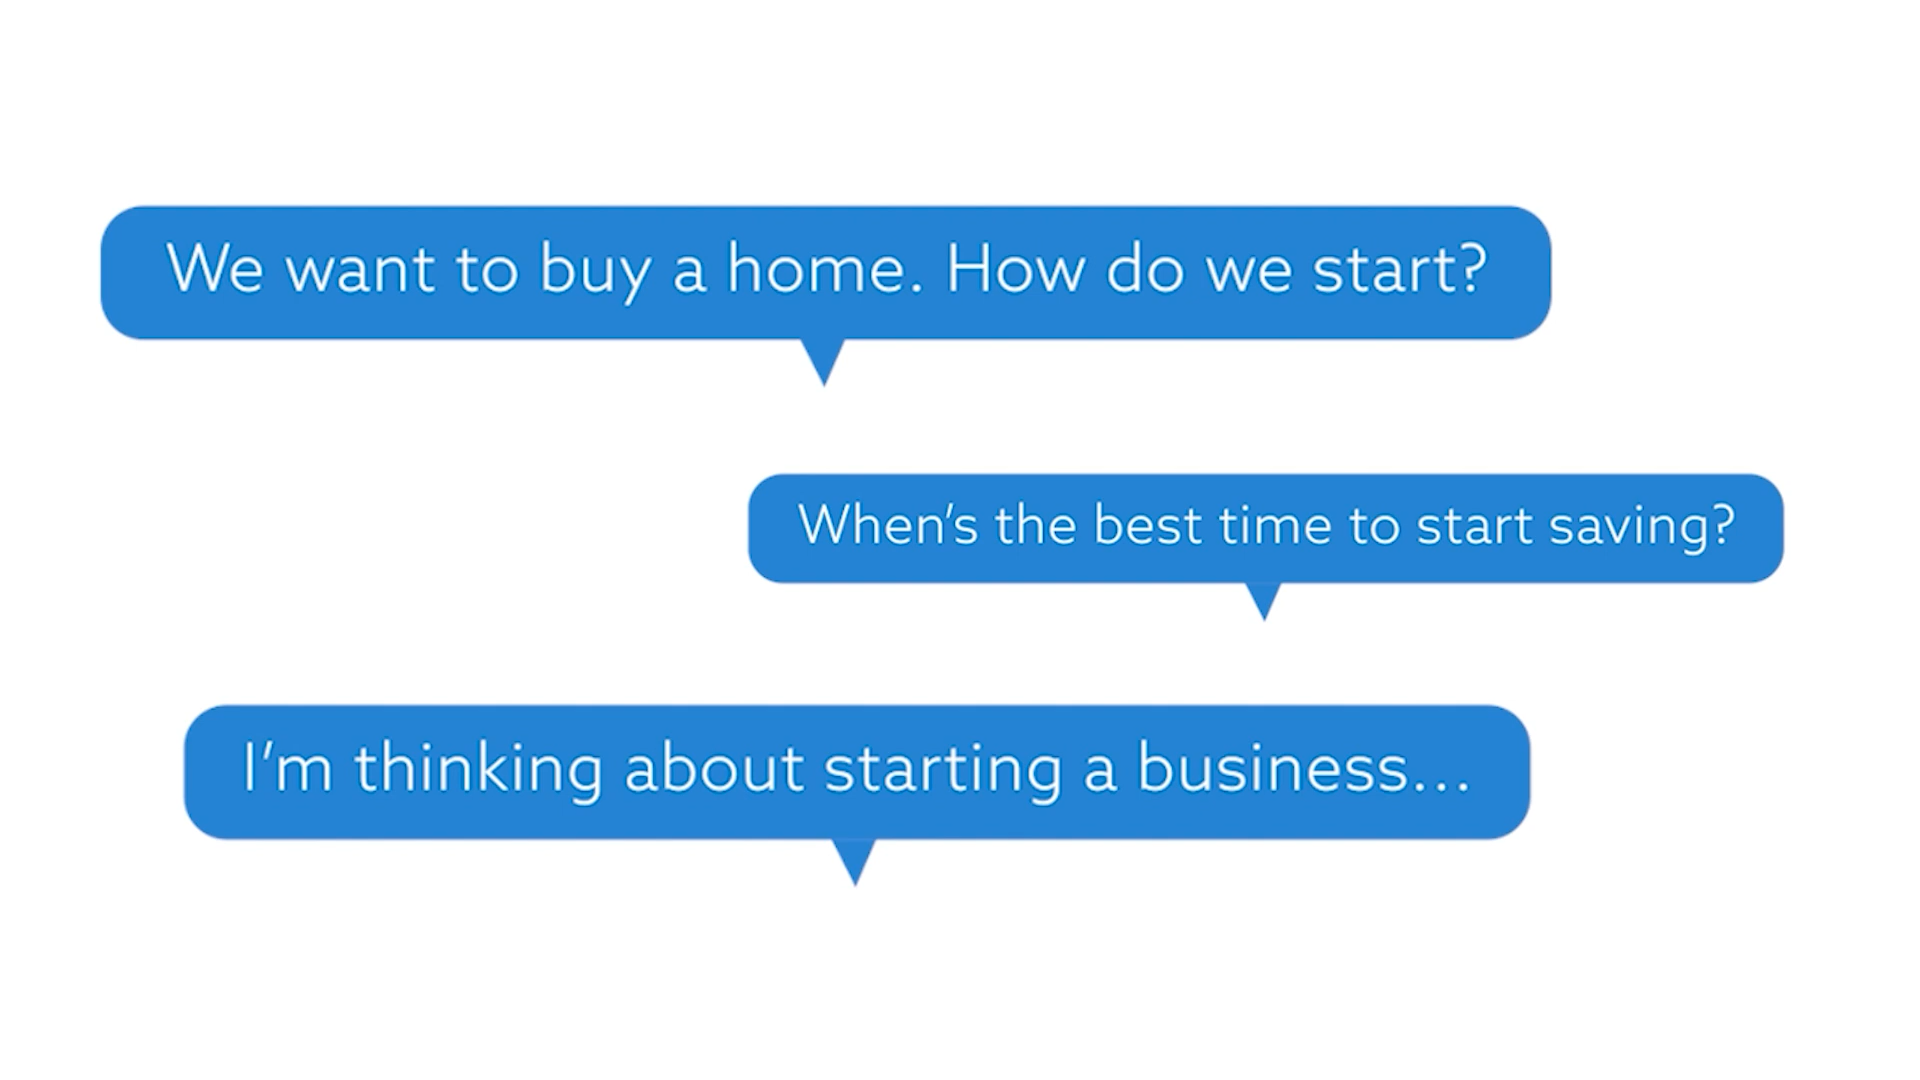 We want to buy a home. How do we start?
When’s the best time to start saving?
I’m thinking about starting a business...